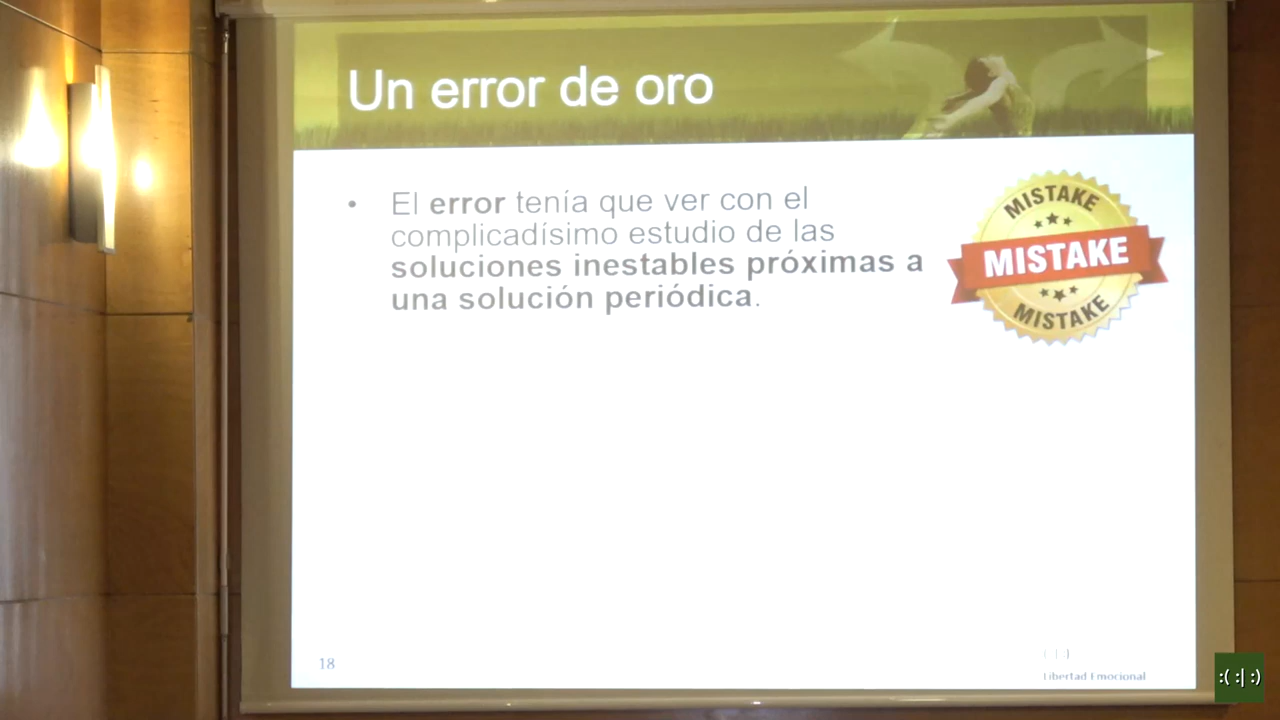 Un error de oro
• El error tenía que ver con el
complicadísimo estudio de las
soluciones inestables próximas a
una solución periódica.
MISTAKE
MISTAKE
MISTAKE
18
Libertad Emocional
:( :| :)